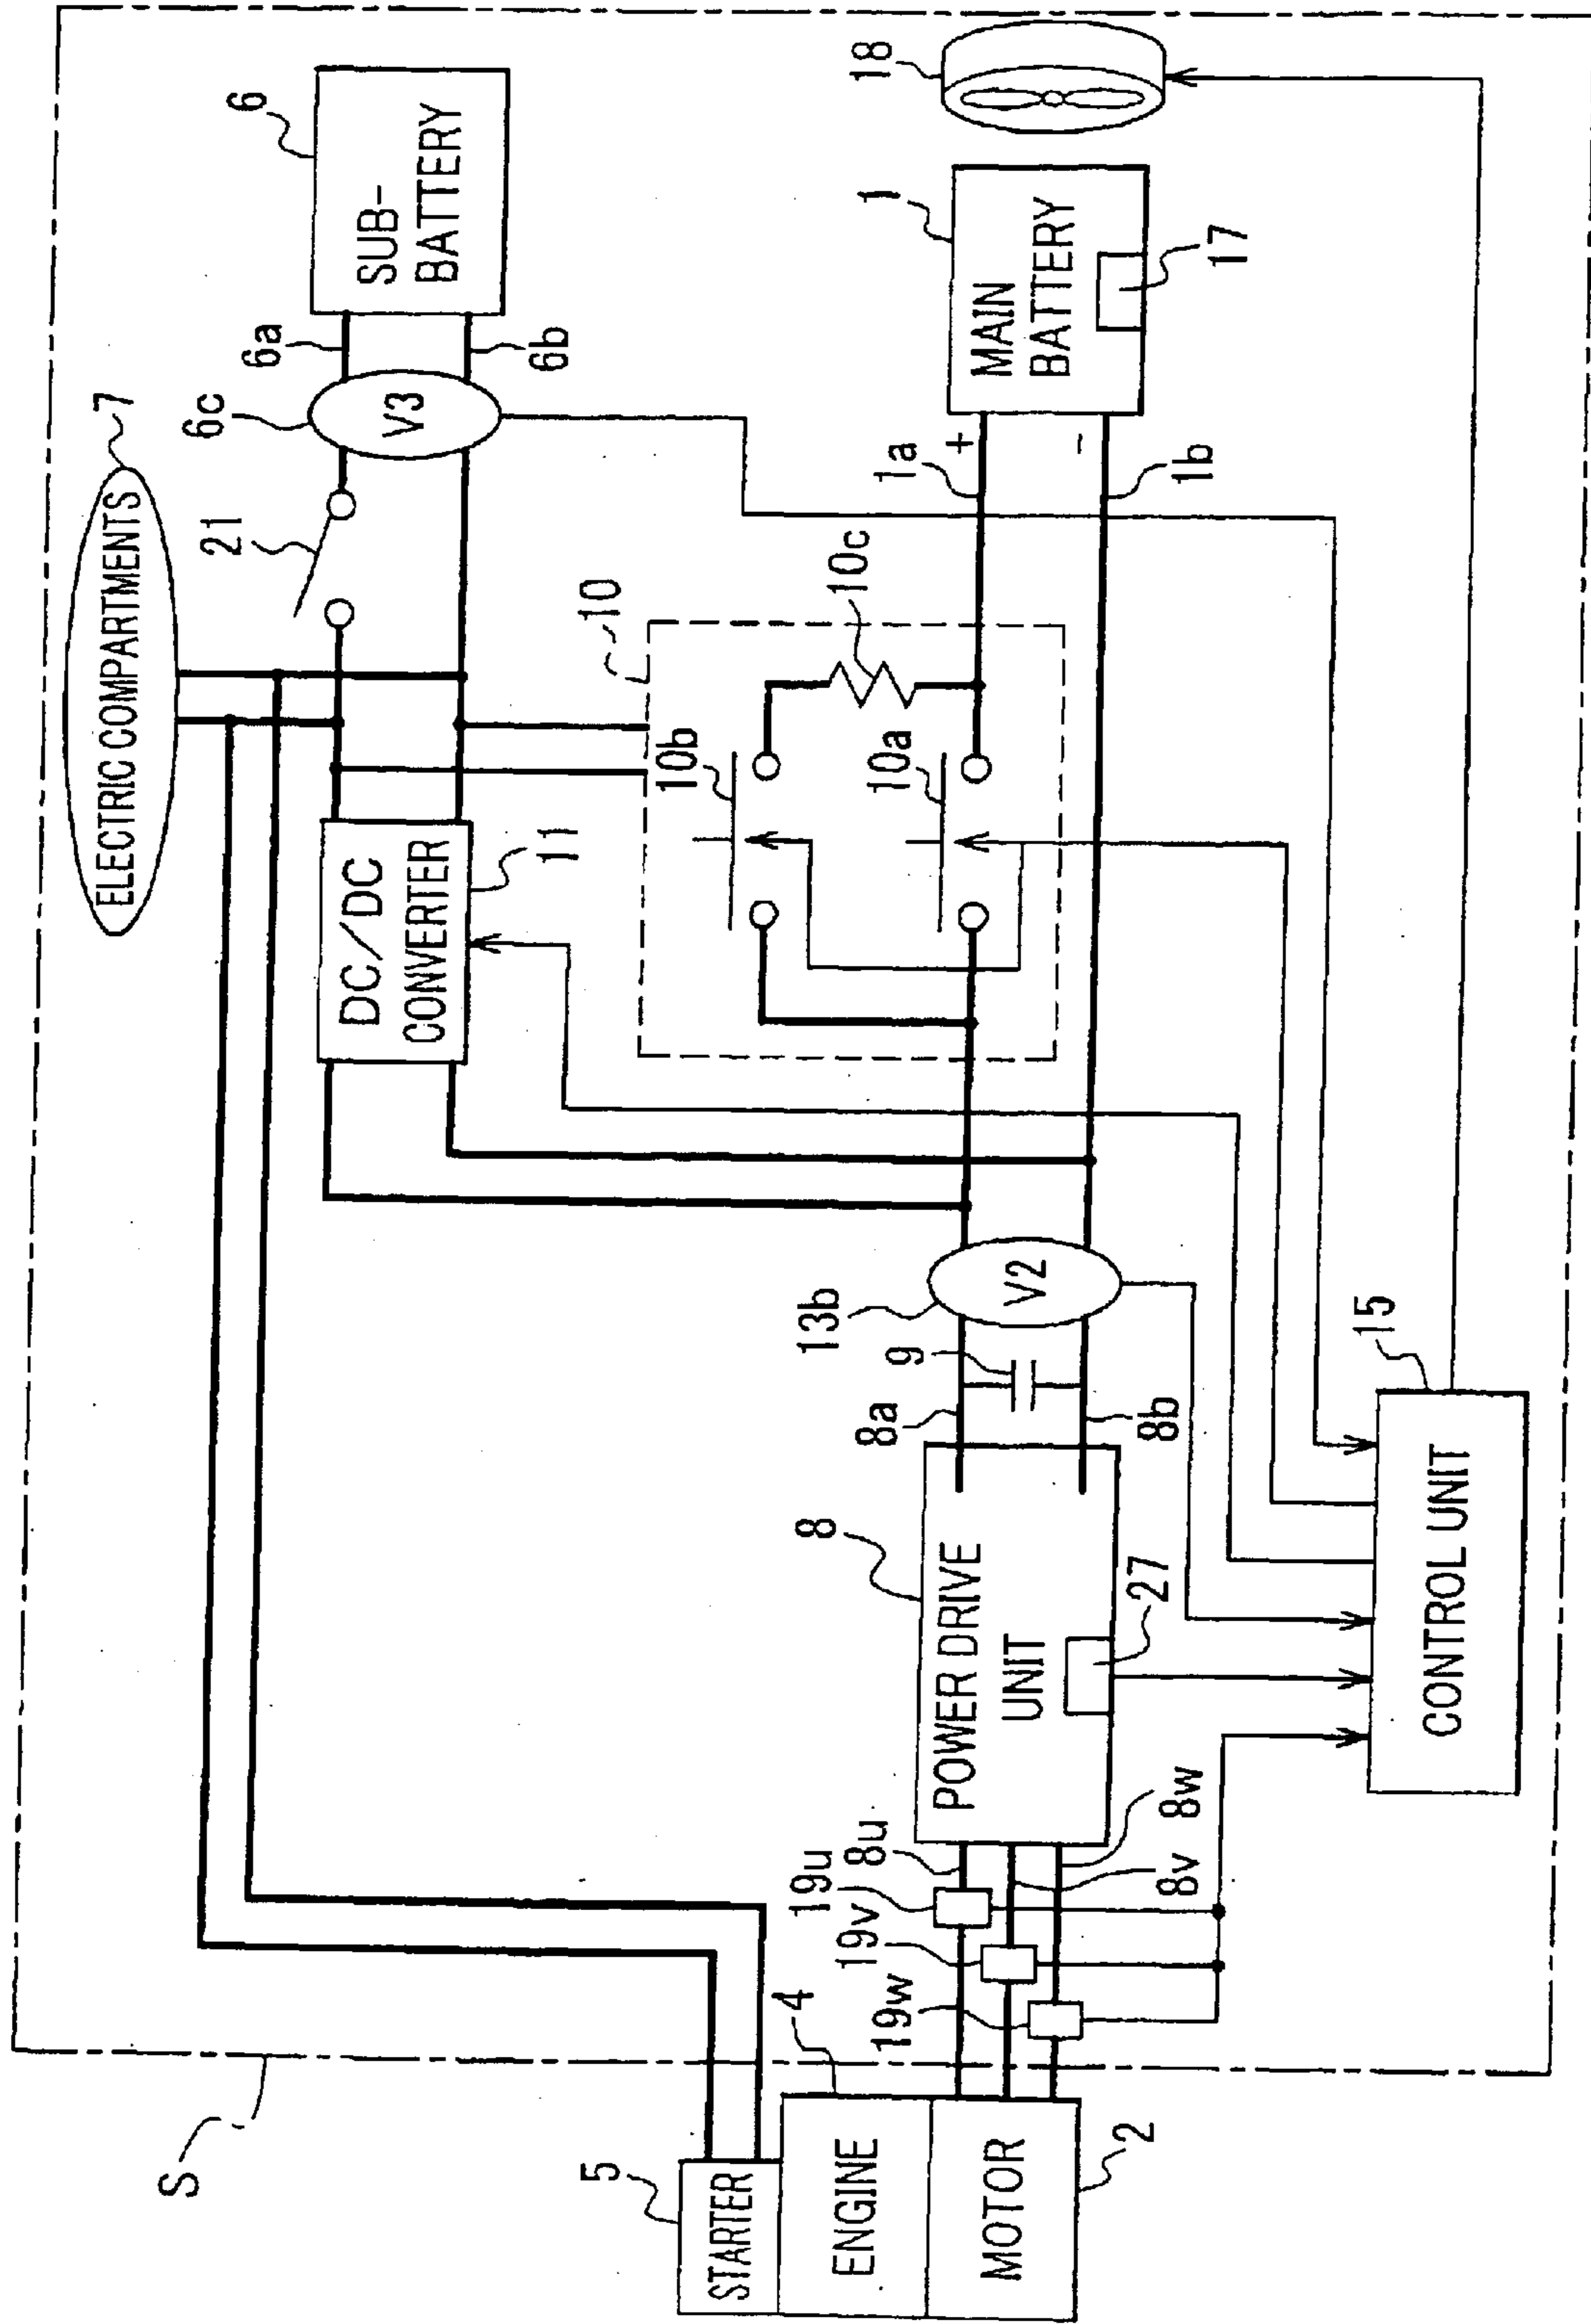 ELECTRIC COMPARTMENTS
7
6
SUB-
BATTERY
6a
6b
6c
V3
21
DC/DC
CONVERTER
11
10
10b
10a
10c
18
1
MAIN
BATTERY
17
1a
+
-
1b
13b
V2
9
8a
8b
8
POWER DRIVE
UNIT
27
15
CONTROL UNIT
19u
8u
19v
8v
8w
19w
S
5
STARTER
4
ENGINE
MOTOR
2